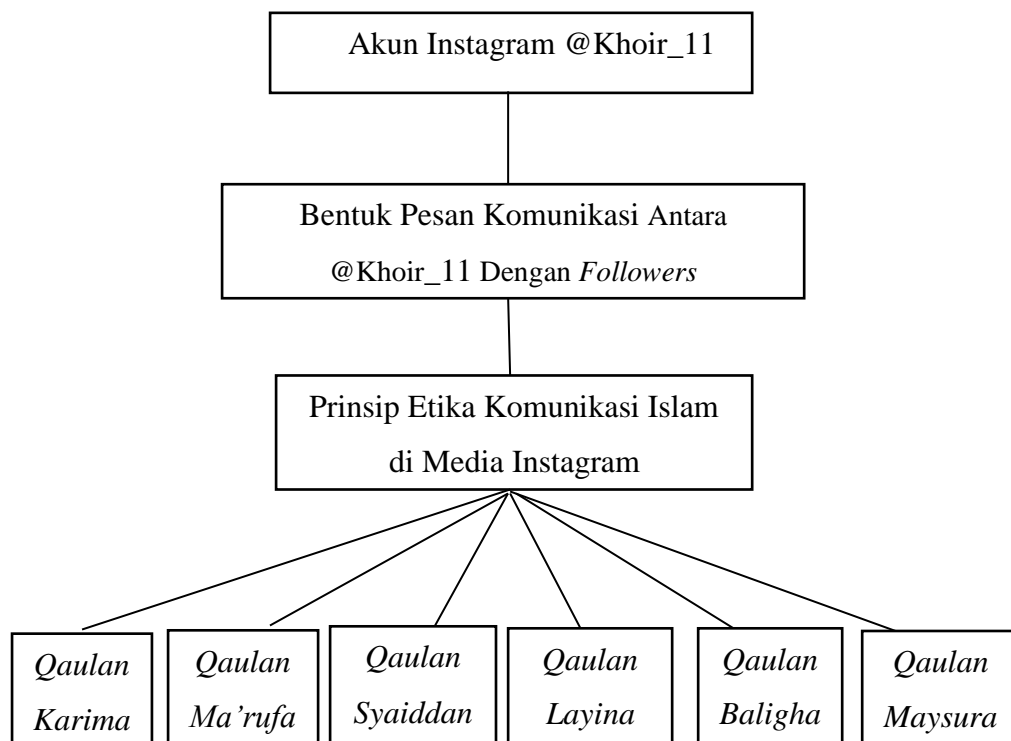 Akun Instagram @Khoir_11
Bentuk Pesan Komunikasi Antara
@Khoir_11 Dengan Followers
Prinsip Etika Komunikasi Islam
di Media Instagram
Qaulan
Karima
Qaulan
Ma’rufa
Qaulan
Syaiddan
Qaulan
Layina
Qaulan
Baligha
Qaulan
Maysura